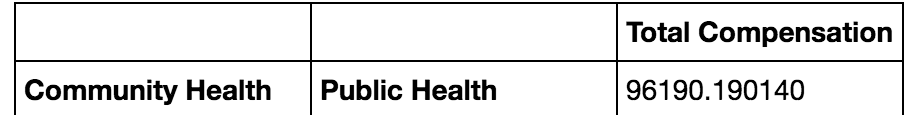 Total Compensation
Community Health Public Health 96190.190140